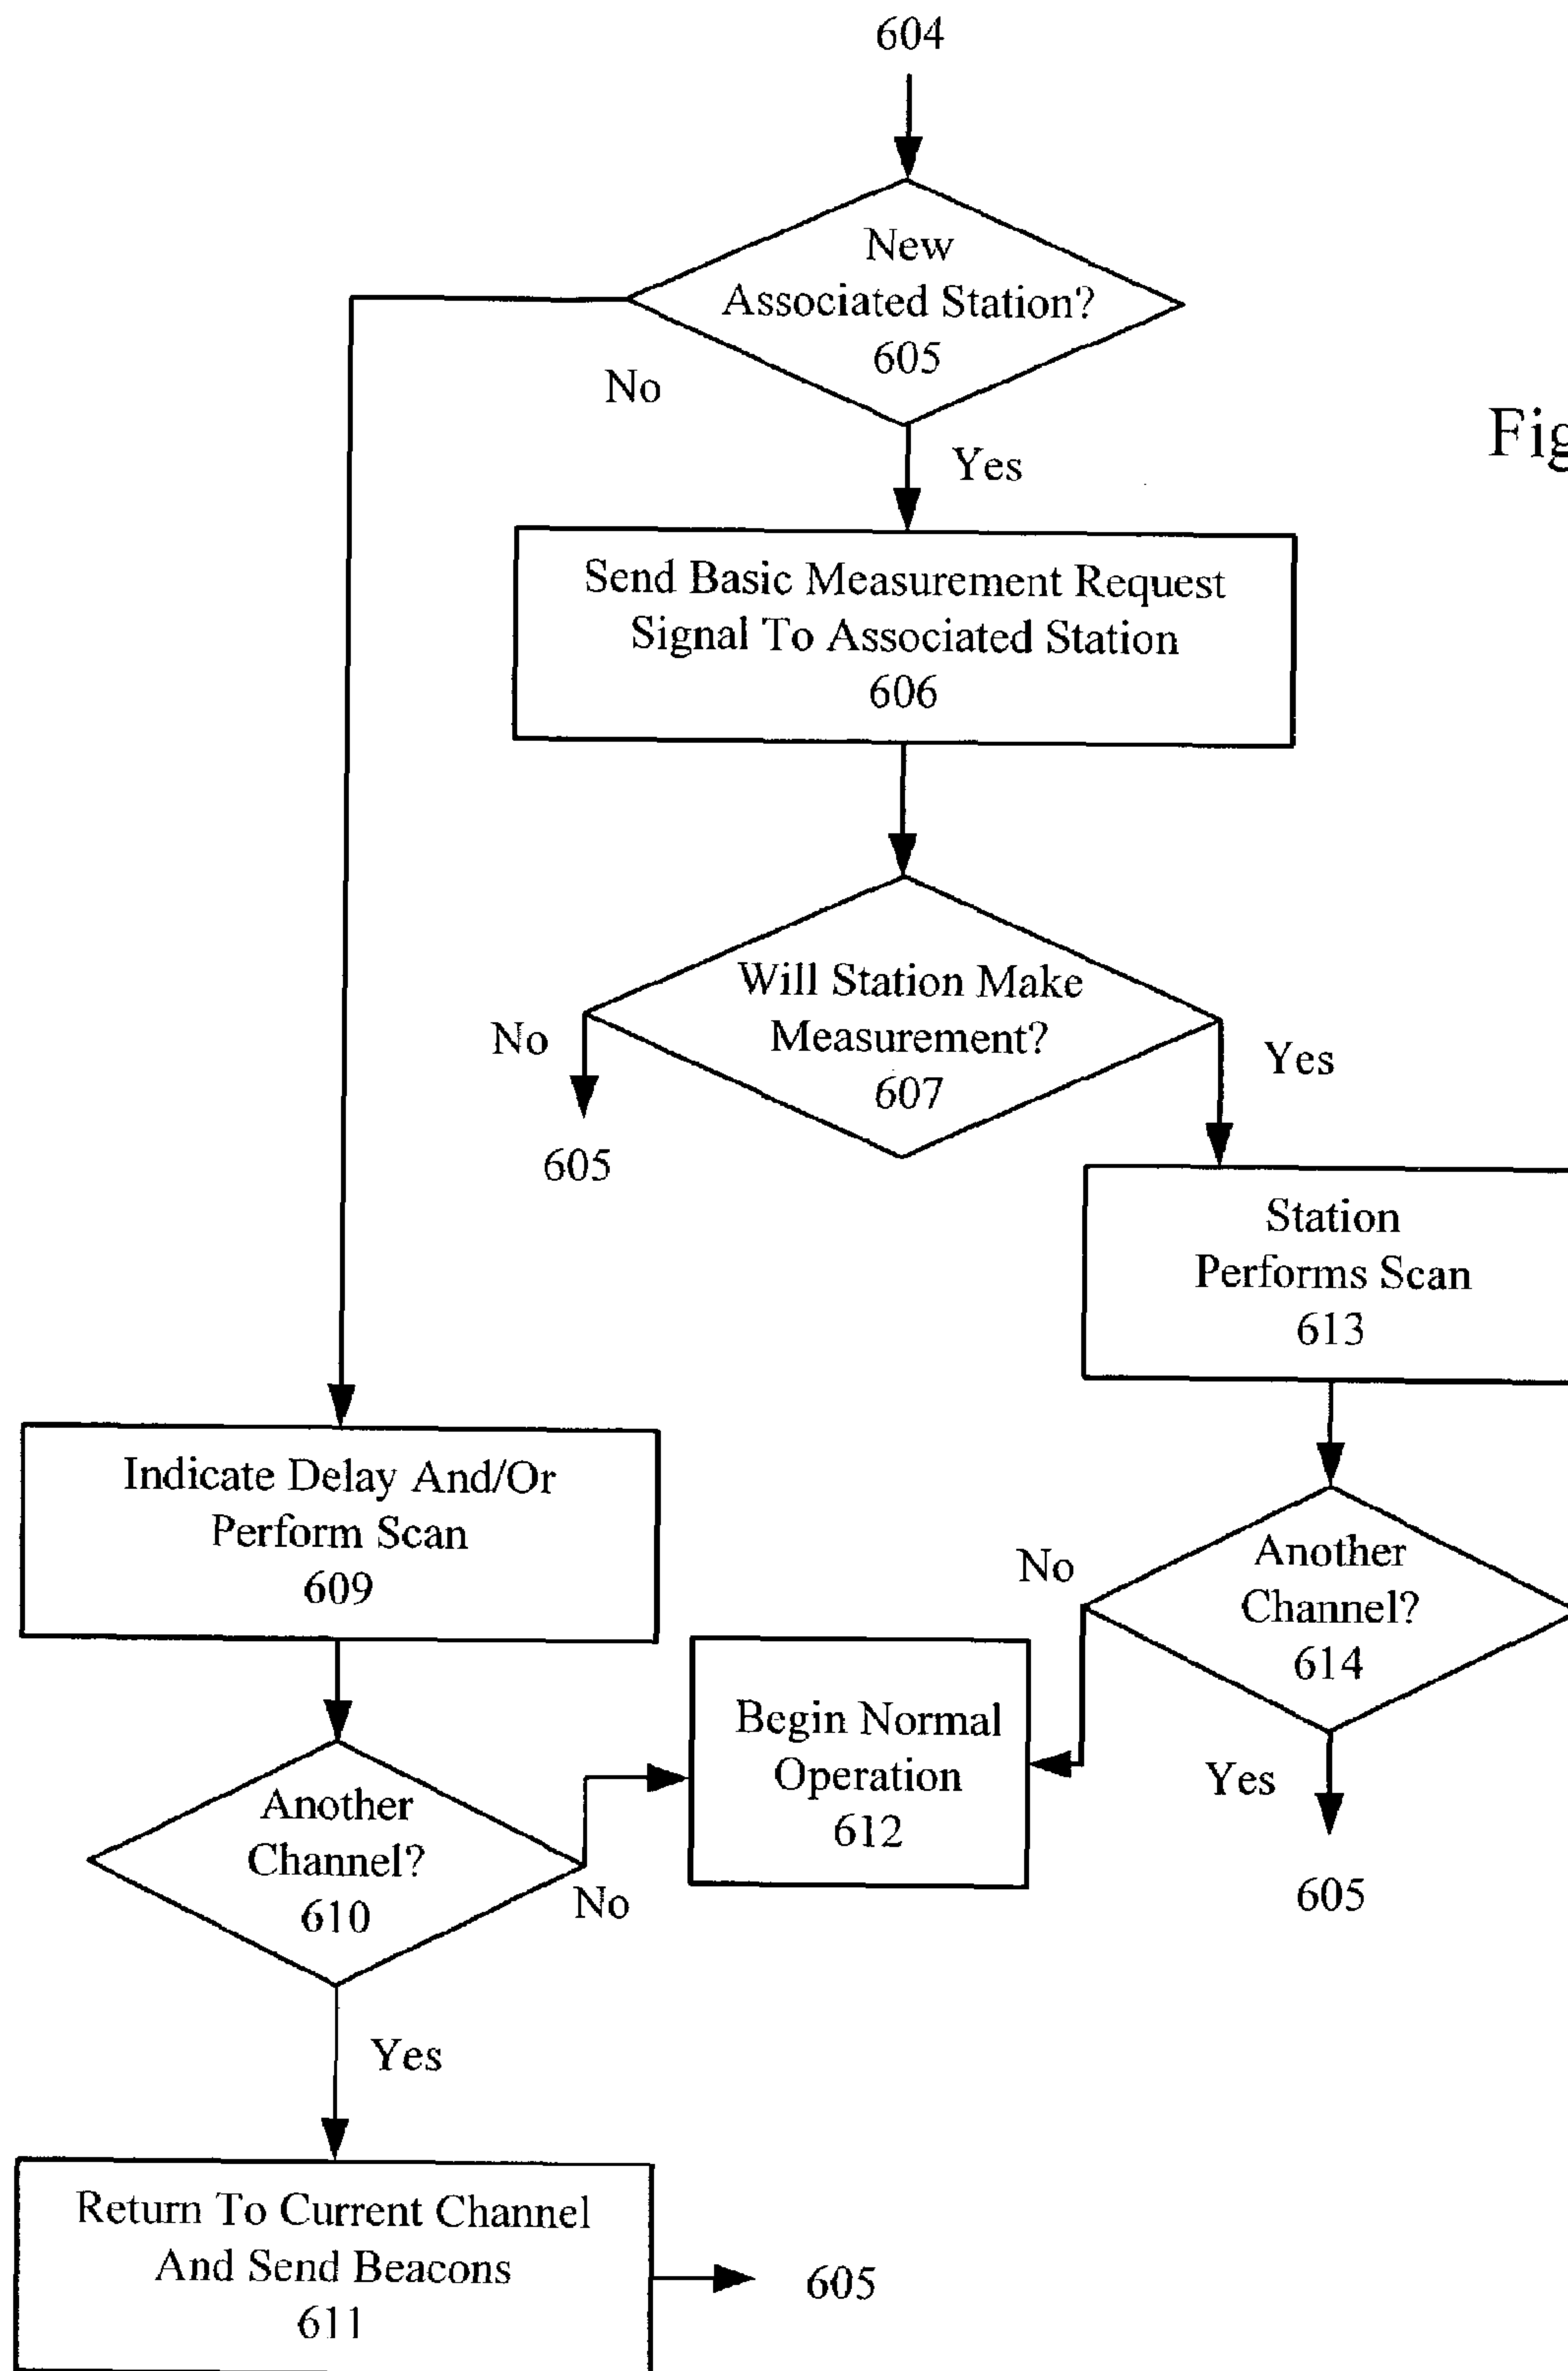 604
New
Associated Station?
605
No
Yes
Fig
Send Basic Measurement Request
Signal To Associated Station
606
Will Station Make
Measurement?
607
No
Yes
605
Station
Performs Scan
613
Indicate Delay And/Or
Perform Scan
609
Another
Channel?
614
No
Yes
605
Begin Normal
Operation
612
Another
Channel?
610
No
Yes
Return To Current Channel
And Send Beacons
611
605